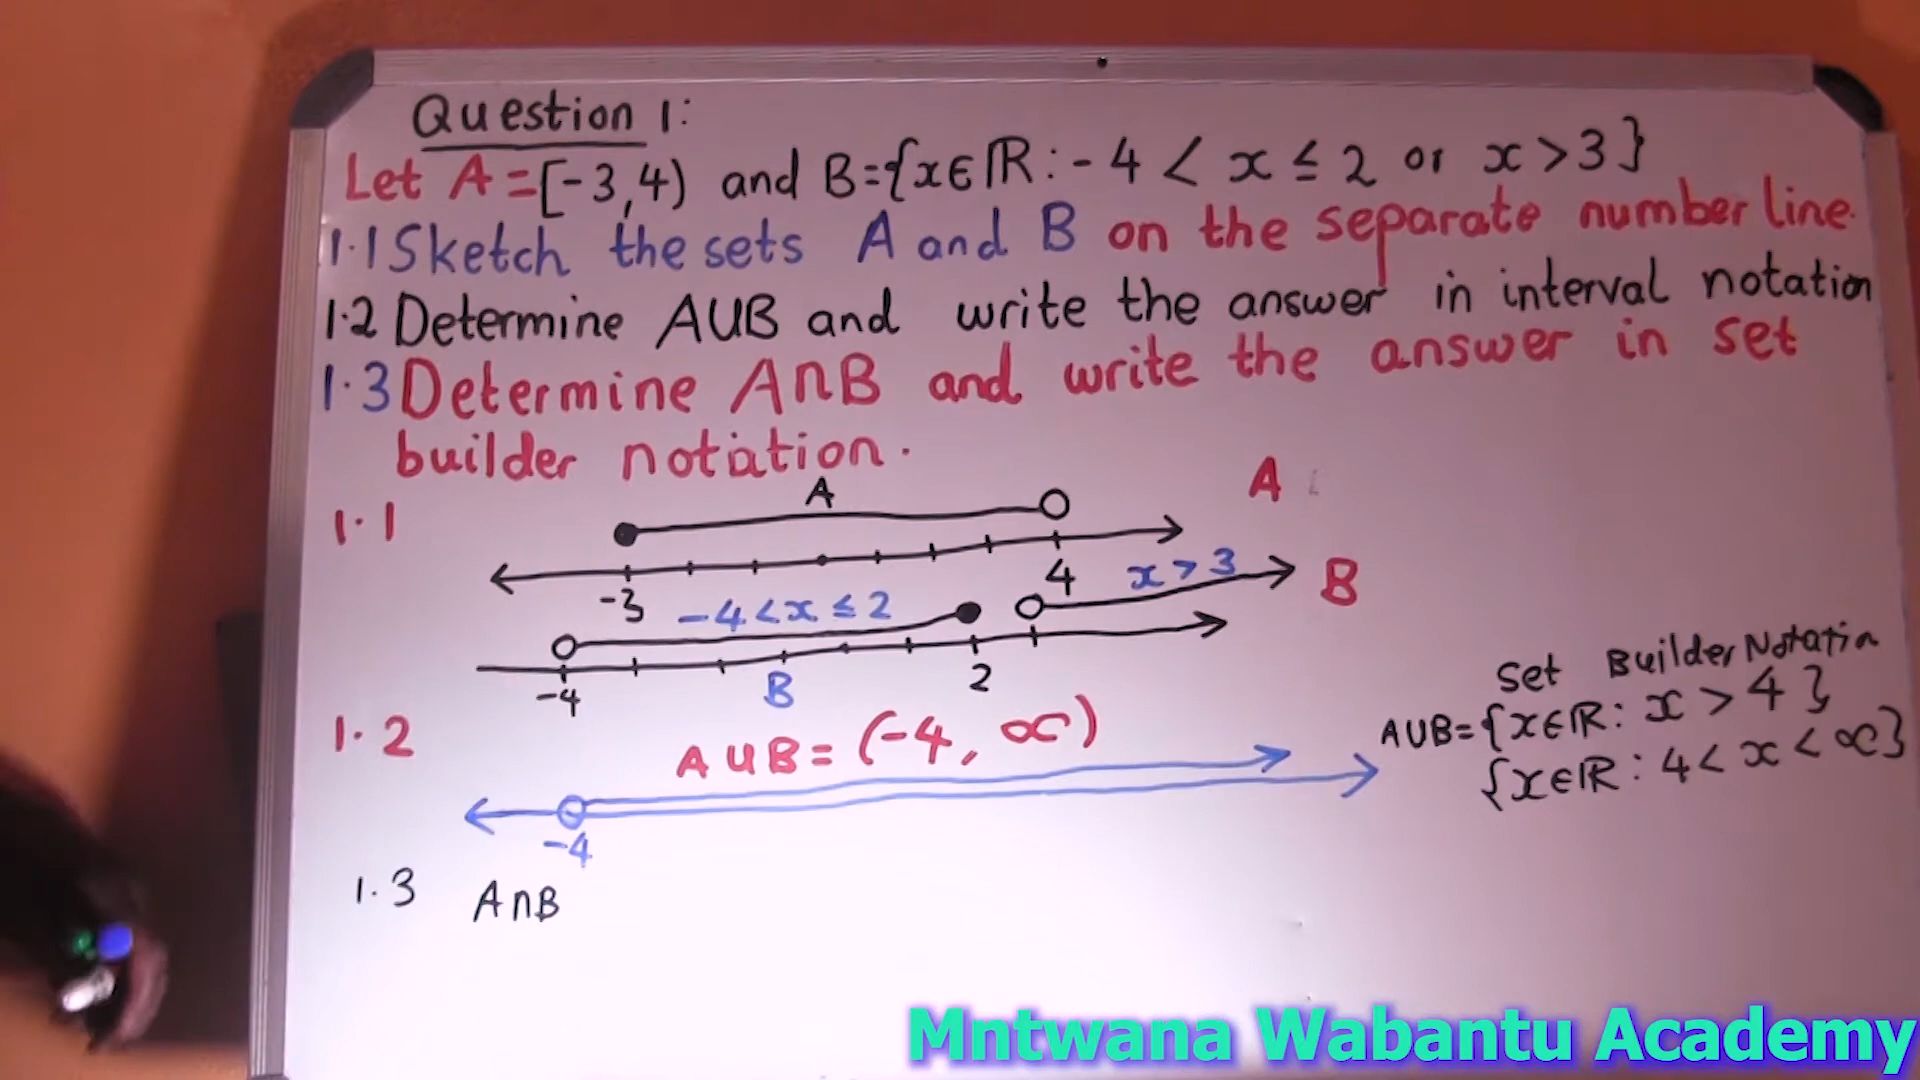 Question 1:
Let A = [-3,4) and B={x∈ℝ: -4 < x ≤ 2 or x > 3}
1.1 Sketch the sets A and B on the separate number line.
1.2 Determine A∪B and write the answer in interval notation
1.3 Determine A∩B and write the answer in set
builder notation.
1.1
A
A
-3
4
-4 < x ≤ 2
x > 3
B
-4
B
2
1.2
A∪B = (-4, ∞)
-4
Set Builder Notatin
A∪B = {x∈ℝ: x > 4}
{x∈ℝ: 4 < x < ∞}
1.3 A∩B
Mntwana Wabantu Academy